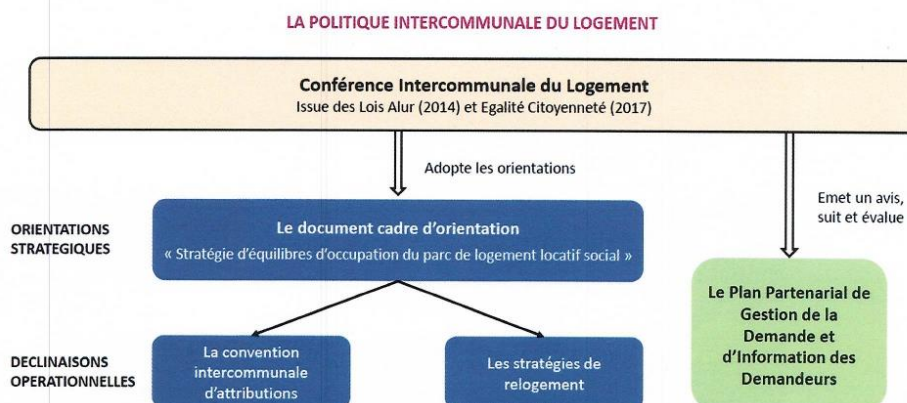 LA POLITIQUE INTERCOMMUNALE DU LOGEMENT
Conférence Intercommunale du Logement
Issue des Lois Alur (2014) et Egalité Citoyenneté (2017)
Adopte les orientations
Emet un avis,
suit et évalue
ORIENTATIONS
STRATEGIQUES
Le document cadre d'orientation
« Stratégie d'équilibres d'occupation du parc de logement locatif social »
Le Plan Partenarial de
Gestion de la
Demande et
d'Information des
Demandeurs
DECLINAISONS
OPERATIONNELLES
La convention
intercommunale
d'attributions
Les stratégies de
relogement